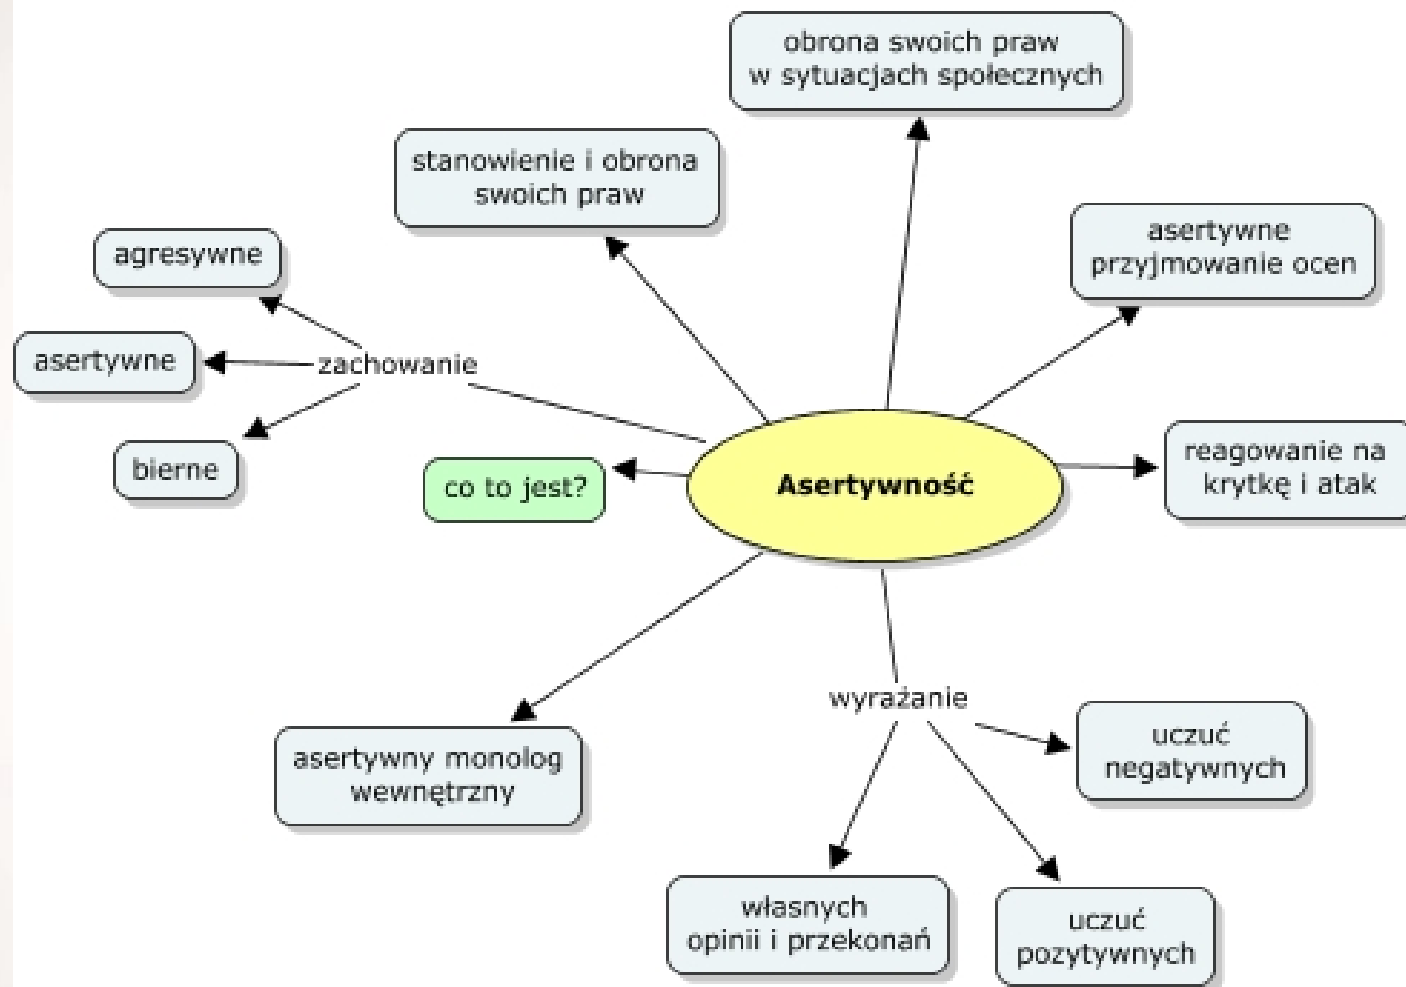 obrona swoich praw
w sytuacjach społecznych
stanowienie i obrona
swoich praw
asertywne
przyjmowanie ocen
agresywne
asertywne
zachowanie
bierne
co to jest?
Asertywność
reagowanie na
krytkę i atak
wyrażanie
uczuć
negatywnych
asertywny monolog
wewnętrzny
własnych
opinii i przekonań
uczuć
pozytywnych